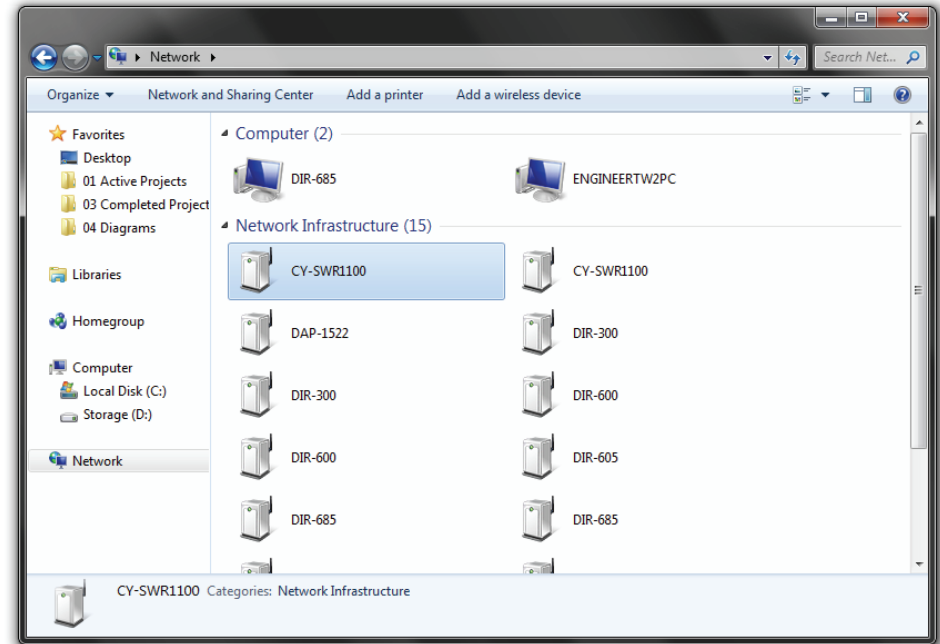 Network
Search Net...
Organize Network and Sharing Center Add a printer Add a wireless device
Favorites
Desktop
01 Active Projects
03 Completed Project
04 Diagrams
Libraries
Homegroup
Computer
Local Disk (C:)
Storage (D:)
Network
Computer (2)
DIR-685 ENGINEERTW2PC
Network Infrastructure (15)
CY-SWR1100 CY-SWR1100
DAP-1522 DIR-300
DIR-300 DIR-600
DIR-600 DIR-605
DIR-685 DIR-685
CY-SWR1100 Categories: Network Infrastructure